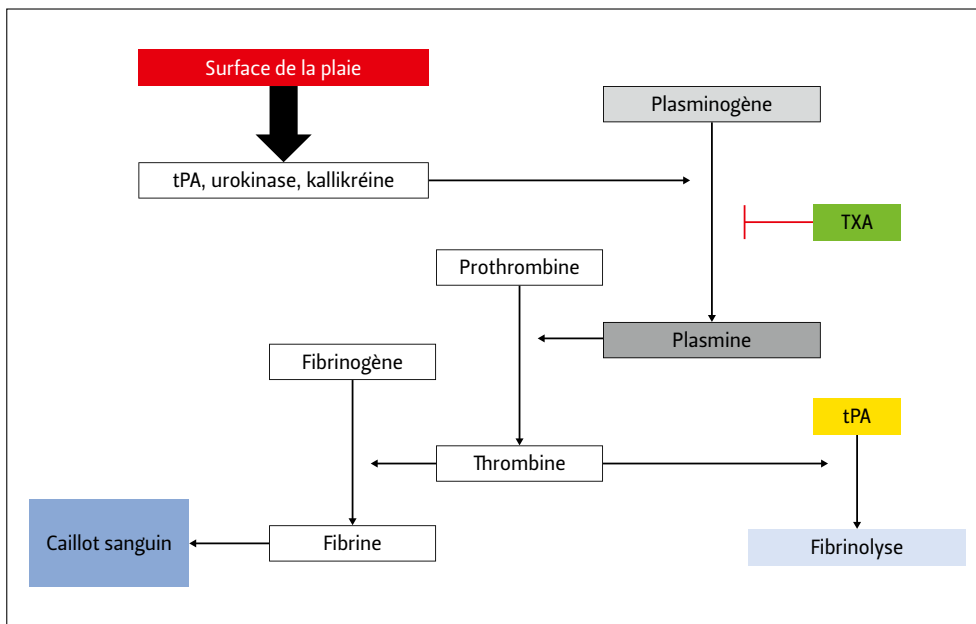 Surface de la plaie
Plasminogène
tPA, urokinase, kallikréine
TXA
Prothrombine
Plasmine
Fibrinogène
tPA
Thrombine
Caillot sanguin
Fibrine
Fibrinolyse